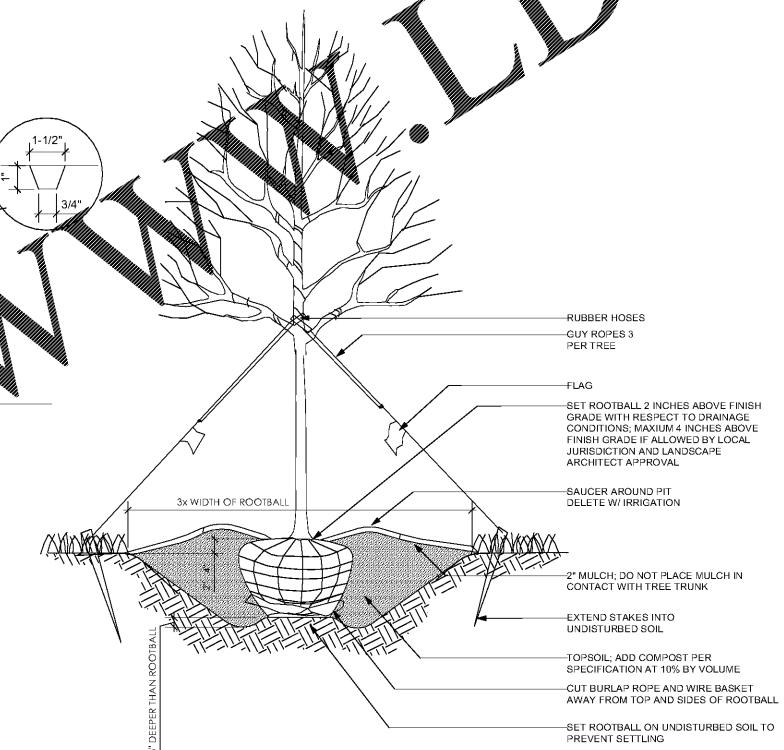 WWW.LD
1-1/2"
1"
3/4"
RUBBER HOSES
GUY ROPES 3
PER TREE
FLAG
SET ROOTBALL 2 INCHES ABOVE FINISH
GRADE WITH RESPECT TO DRAINAGE
CONDITIONS; MAXIUM 4 INCHES ABOVE
FINISH GRADE IF ALLOWED BY LOCAL
JURISDICTION AND LANDSCAPE
ARCHITECT APPROVAL
3x WIDTH OF ROOTBALL
SAUCER AROUND PIT
DELETE W/ IRRIGATION
2" MULCH; DO NOT PLACE MULCH IN
CONTACT WITH TREE TRUNK
EXTEND STAKES INTO
UNDISTURBED SOIL
TOPSOIL; ADD COMPOST PER
SPECIFICATION AT 10% BY VOLUME
CUT BURLAP ROPE AND WIRE BASKET
AWAY FROM TOP AND SIDES OF ROOTBALL
SET ROOTBALL ON UNDISTURBED SOIL TO
PREVENT SETTLING
" DEEPER THAN ROOTBALL